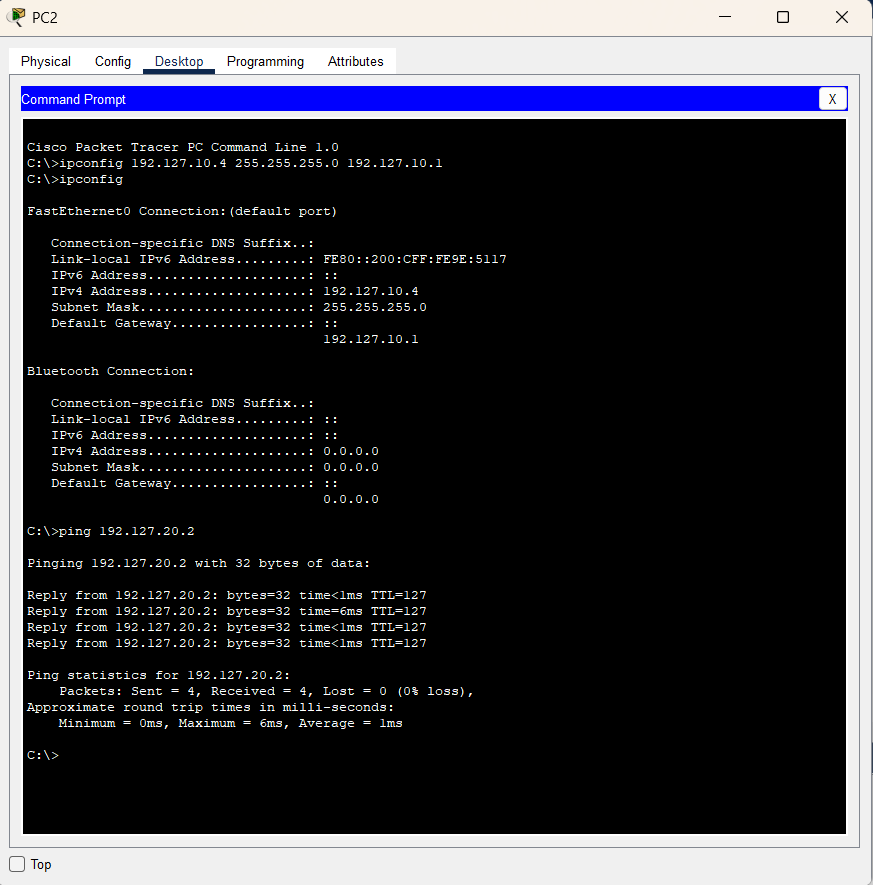 PC2
Physical Config Desktop Programming Attributes
Command Prompt X
Cisco Packet Tracer PC Command Line 1.0
C:\>ipconfig 192.127.10.4 255.255.255.0 192.127.10.1
C:\>ipconfig
FastEthernet0 Connection:(default port)
Connection-specific DNS Suffix..:
Link-local IPv6 Address.........: FE80::200:CFF:FE9E:5117
IPv6 Address....................: ::
IPv4 Address....................: 192.127.10.4
Subnet Mask.....................: 255.255.255.0
Default Gateway.................: ::
192.127.10.1
Bluetooth Connection:
Connection-specific DNS Suffix..:
Link-local IPv6 Address.........: ::
IPv6 Address....................: ::
IPv4 Address....................: 0.0.0.0
Subnet Mask.....................: 0.0.0.0
Default Gateway.................: ::
0.0.0.0
C:\>ping 192.127.20.2
Pinging 192.127.20.2 with 32 bytes of data:
Reply from 192.127.20.2: bytes=32 time<1ms TTL=127
Reply from 192.127.20.2: bytes=32 time=6ms TTL=127
Reply from 192.127.20.2: bytes=32 time<1ms TTL=127
Reply from 192.127.20.2: bytes=32 time<1ms TTL=127
Ping statistics for 192.127.20.2:
Packets: Sent = 4, Received = 4, Lost = 0 (0% loss),
Approximate round trip times in milli-seconds:
Minimum = 0ms, Maximum = 6ms, Average = 1ms
C:\>
Top